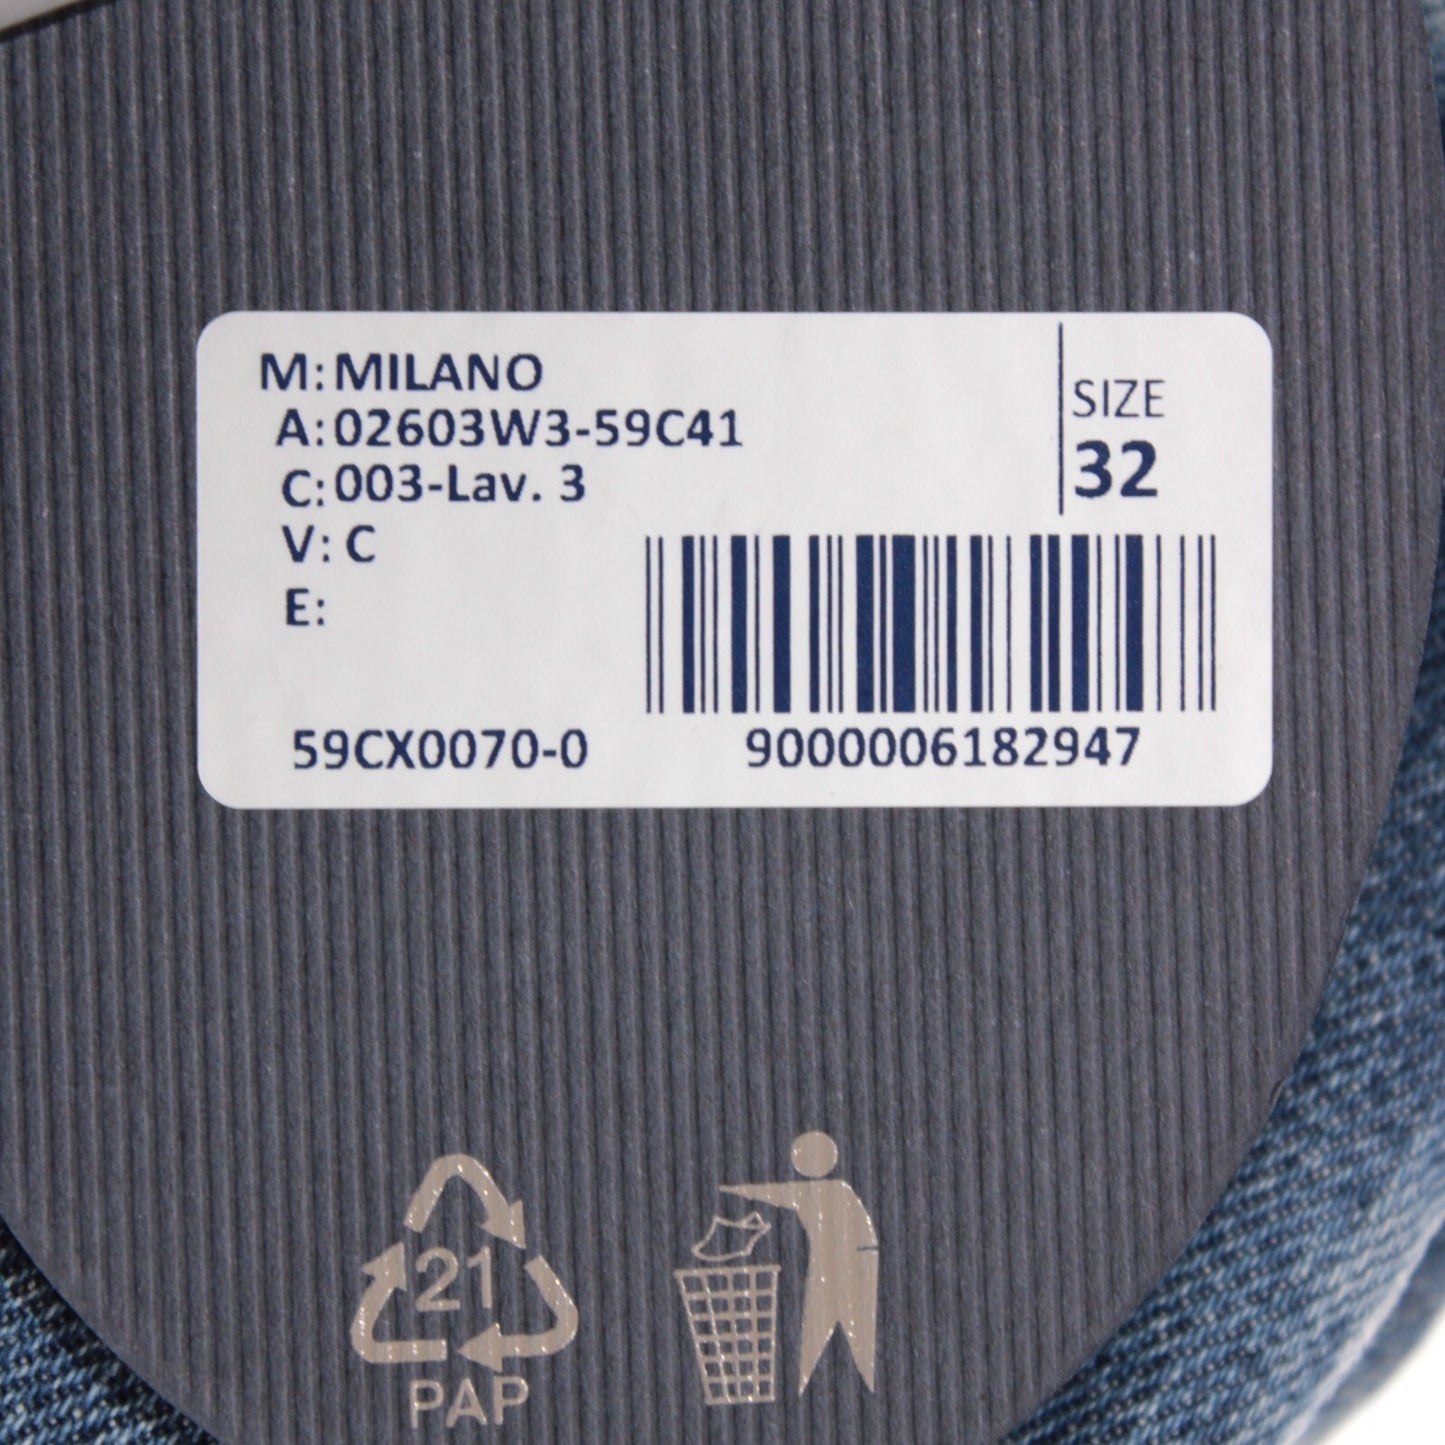 M: MILANO
A: 02603W3-59C41
C: 003-Lav. 3
V: C
E:
SIZE
32
59CX0070-0
9000006182947
21
PAP